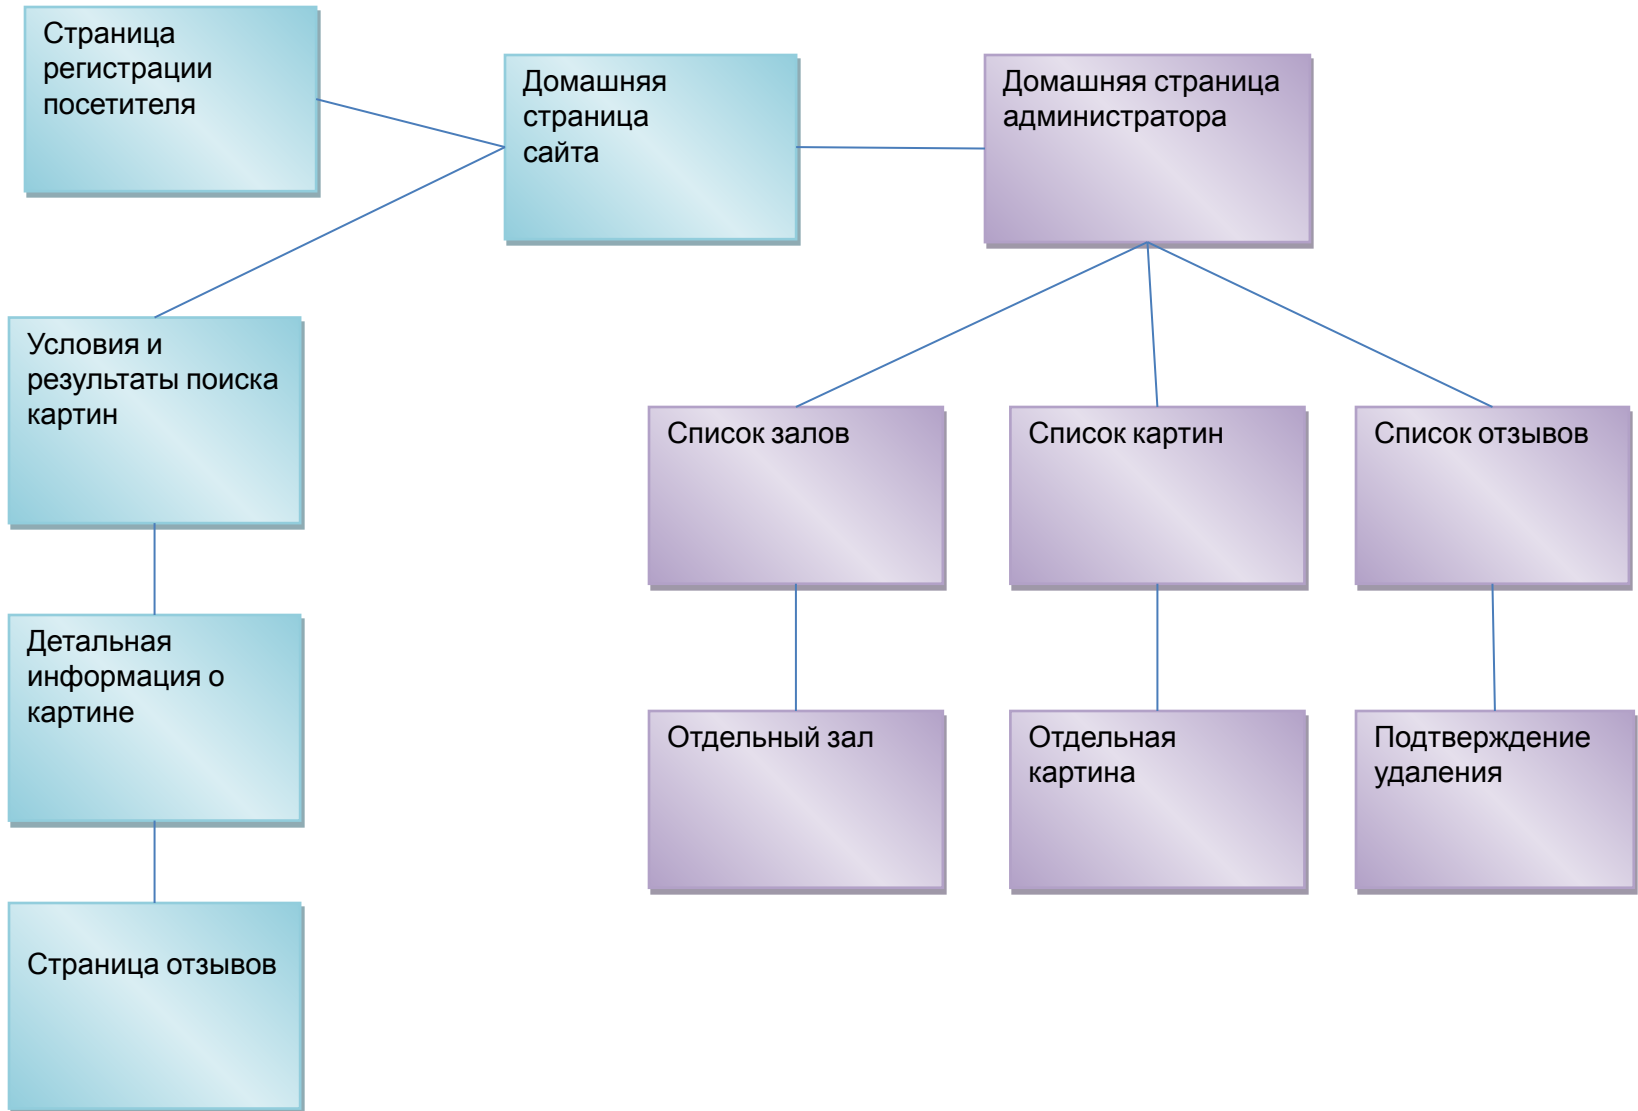 Страница
регистрации
посетителя
Домашняя
страница
сайта
Домашняя страница
администратора
Условия и
результаты поиска
картин
Список залов
Список картин
Список отзывов
Детальная
информация о
картине
Отдельный зал
Отдельная
картина
Подтверждение
удаления
Страница отзывов